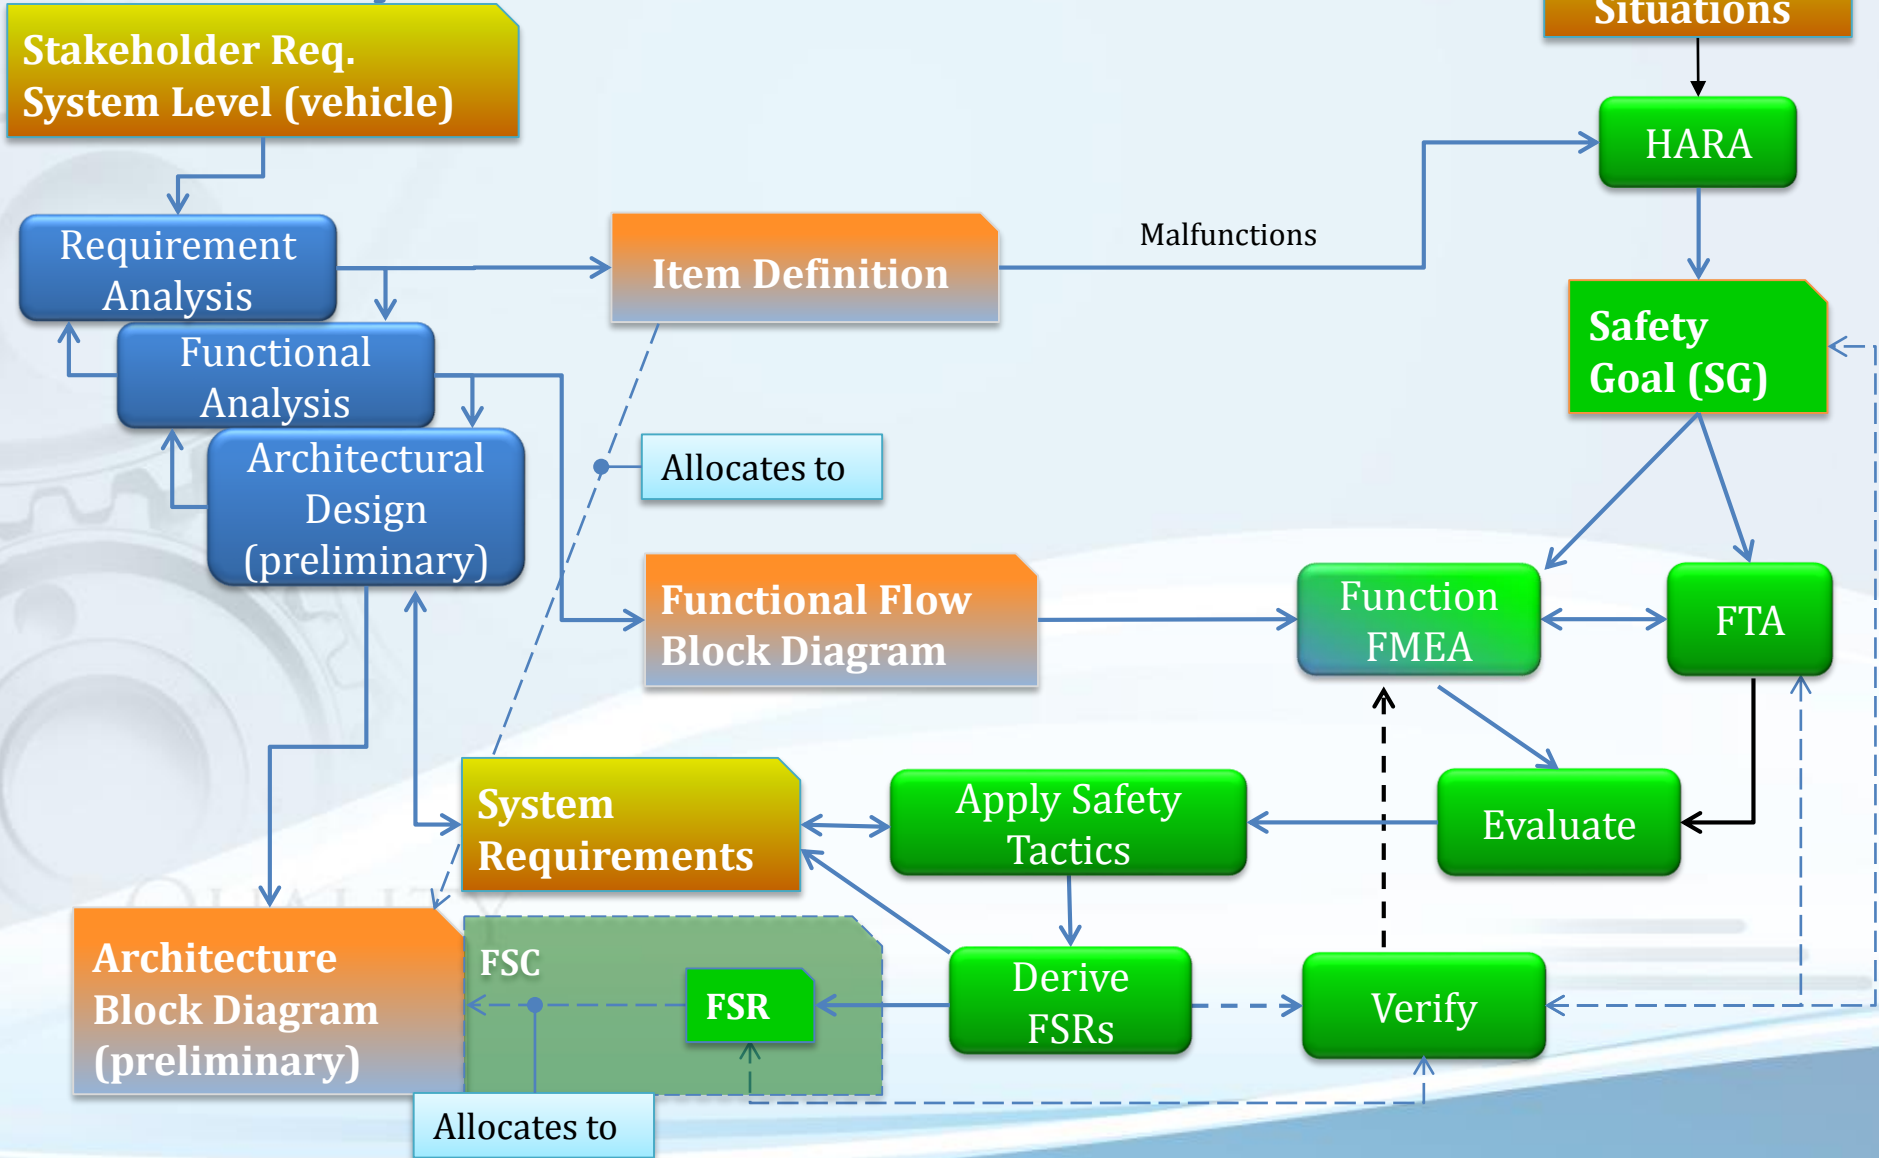 Stakeholder Req.
System Level (vehicle)
Situations
HARA
Requirement
Analysis
Item Definition
Malfunctions
Functional
Analysis
Safety
Goal (SG)
Architectural
Design
(preliminary)
Allocates to
Functional Flow
Block Diagram
Function
FMEA
FTA
System
Requirements
Apply Safety
Tactics
Evaluate
QUALITY
Architecture
Block Diagram
(preliminary)
FSC
FSR
Derive
FSRs
Verify
Allocates to